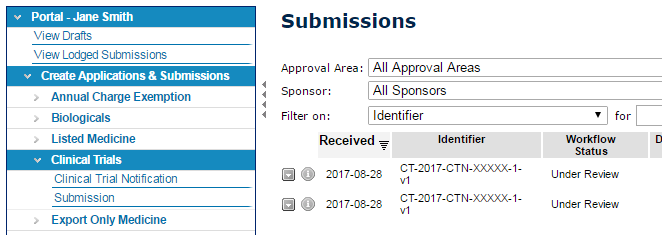 Portal - Jane Smith
View Drafts
View Lodged Submissions
Create Applications & Submissions
Annual Charge Exemption
Biologicals
Listed Medicine
Clinical Trials
Clinical Trial Notification
Submission
Export Only Medicine
Submissions
Approval Area: All Approval Areas
Sponsor: All Sponsors
Filter on: Identifier for
Received Identifier Workflow D
Status
2017-08-28 CT-2017-CTN-XXXXX-1- Under Review
v1
2017-08-28 CT-2017-CTN-XXXXX-1- Under Review
v1